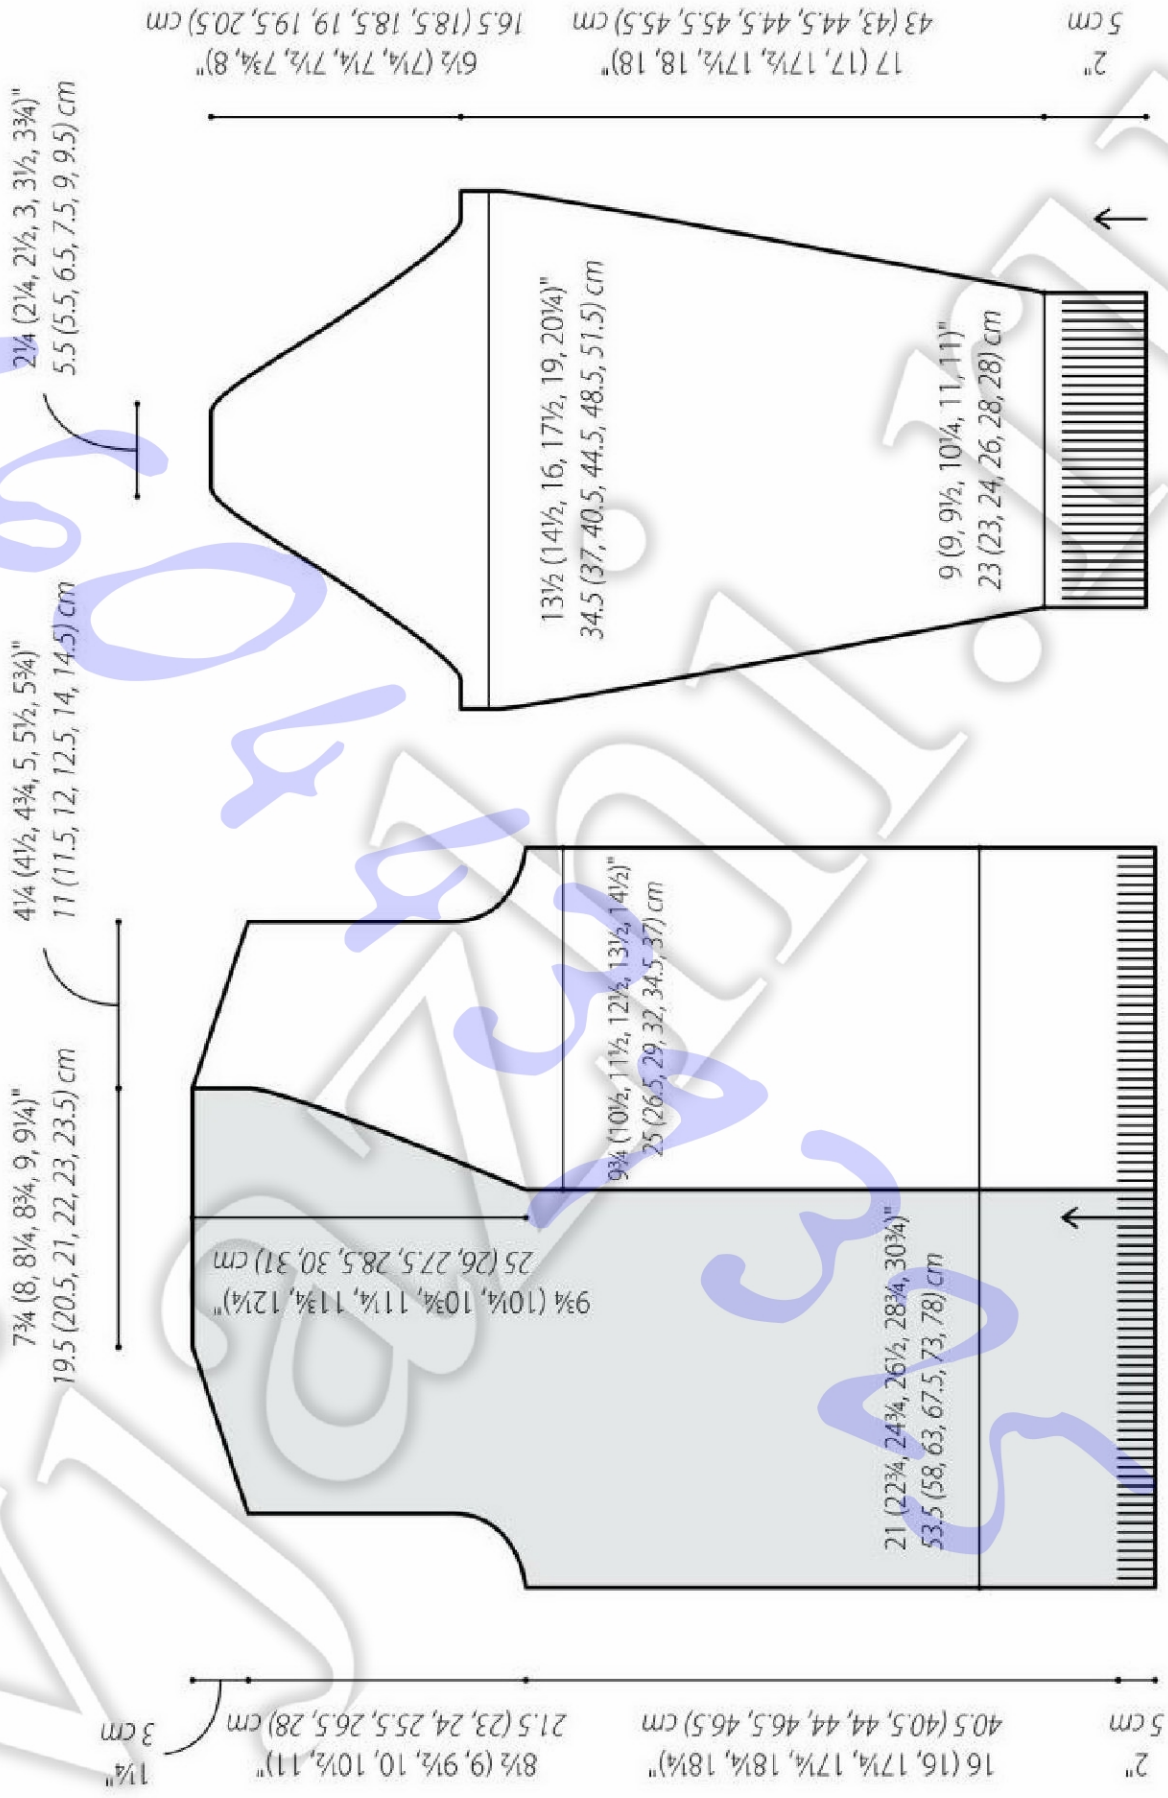 7¾ (8, 8¼, 8¾, 9, 9¼)"
19.5 (20.5, 21, 22, 23, 23.5) cm
4¼ (4½, 4¾, 5, 5½, 5¾)"
11 (11.5, 12, 12.5, 14, 14.5) cm
2¼ (2¼, 2½, 3, 3½, 3¾)"
5.5 (5.5, 6.5, 7.5, 9, 9.5) cm
1¼"
3 cm
8½ (9, 9½, 10, 10½, 11)"
21.5 (23, 24, 25.5, 26.5, 28) cm
16 (16, 17¼, 17¼, 18¼, 18¼)"
40.5 (40.5, 44, 44, 46.5, 46.5) cm
2"
5 cm
9¾ (10¼, 10¾, 11¼, 11¾, 12¼)"
25 (26, 27.5, 28.5, 30, 31) cm
9¾ (10½, 11½, 12½, 13½, 14½)"
25 (26.5, 29, 32, 34.5, 37) cm
21 (22¾, 24¾, 26½, 28¾, 30¾)"
53.5 (58, 63, 67.5, 73, 78) cm
13½ (14½, 16, 17½, 19, 20¼)"
34.5 (37, 40.5, 44.5, 48.5, 51.5) cm
9 (9, 9½, 10¼, 11, 11)"
23 (23, 24, 26, 28, 28) cm
6½ (7¼, 7¼, 7½, 7¾, 8)"
16.5 (18.5, 18.5, 19, 19.5, 20.5) cm
17 (17, 17½, 17½, 18, 18)"
43 (43, 44.5, 44.5, 45.5, 45.5) cm
2"
5 cm